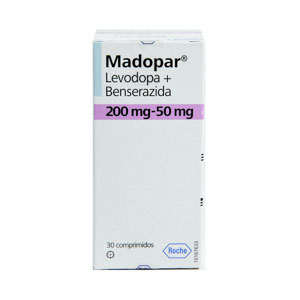 Madopar®
Levodopa +
Benserazida
200 mg-50 mg
30 comprimidos
Roche